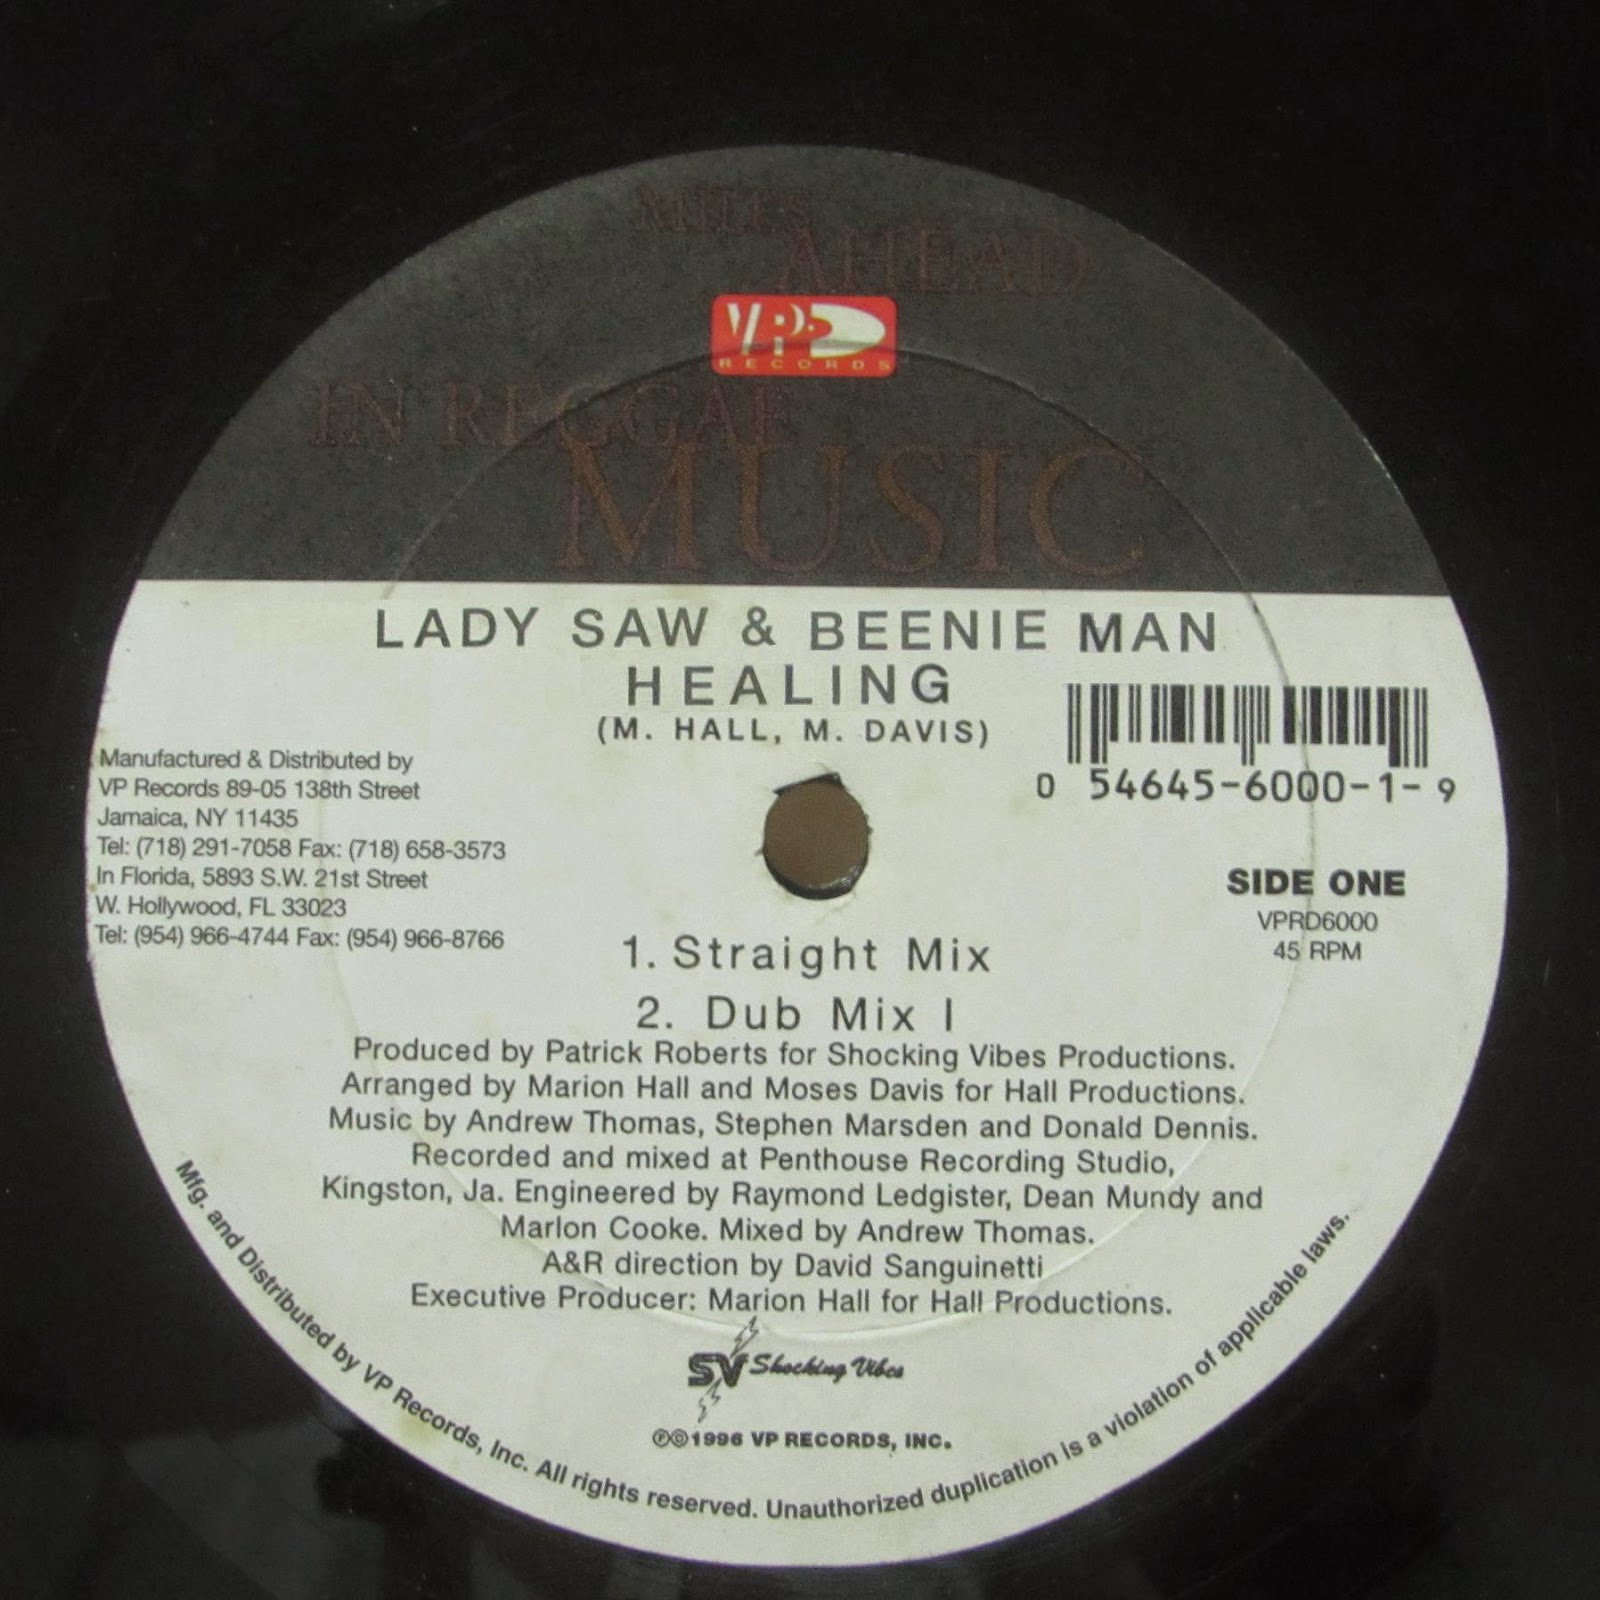 MILES
AHEAD
VP
RECORDS
IN REGGAE
MUSIC
LADY SAW & BEENIE MAN
HEALING
(M. HALL, M. DAVIS)
0 54645-6000-1-9
Manufactured & Distributed by
VP Records 89-05 138th Street
Jamaica, NY 11435
Tel: (718) 291-7058 Fax: (718) 658-3573
In Florida, 5893 S.W. 21st Street
W. Hollywood, FL 33023
Tel: (954) 966-4744 Fax: (954) 966-8766
SIDE ONE
VPRD6000
45 RPM
1. Straight Mix
2. Dub Mix I
Produced by Patrick Roberts for Shocking Vibes Productions.
Arranged by Marion Hall and Moses Davis for Hall Productions.
Music by Andrew Thomas, Stephen Marsden and Donald Dennis.
Recorded and mixed at Penthouse Recording Studio,
Kingston, Ja. Engineered by Raymond Ledgister, Dean Mundy and
Marlon Cooke. Mixed by Andrew Thomas.
A&R direction by David Sanguinetti
Executive Producer: Marion Hall for Hall Productions.
SV Shocking Vibes
℗©1996 VP RECORDS, INC.
Mfg. and Distributed by VP Records, Inc. All rights reserved. Unauthorized duplication is a violation of applicable laws.